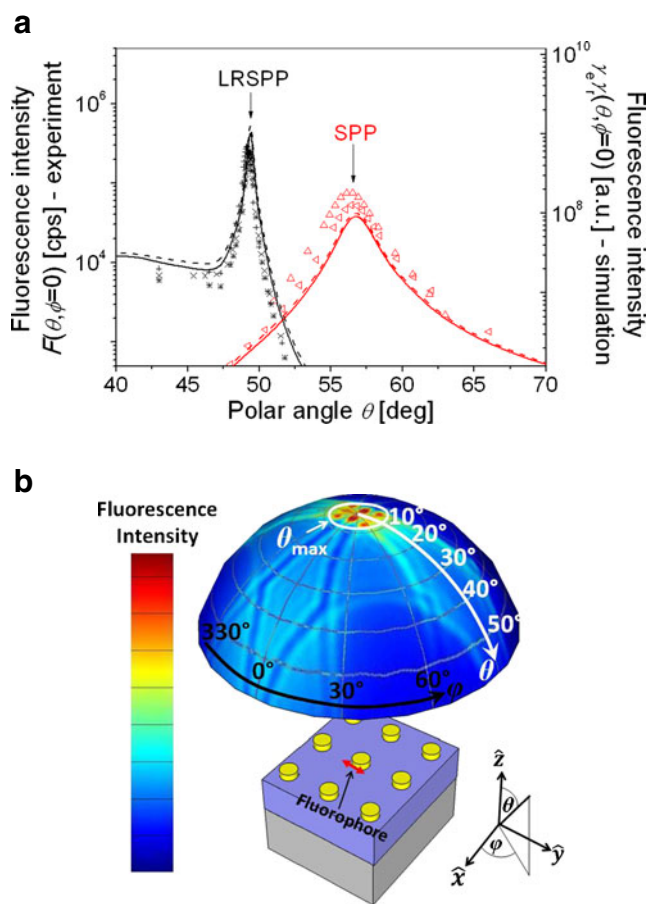 a
Fluorescence intensity
F(θ,ϕ=0) [cps] - experiment
10⁶
10⁴
LRSPP
SPP
10¹⁰
10⁸
γₑγᵣ(θ,ϕ=0) [a.u.] - simulation
Fluorescence intensity
40 45 50 55 60 65 70
Polar angle θ [deg]
b
Fluorescence
Intensity
θmax
10°
20°
30°
40°
50°
θ
330°
0°
30°
60°
φ
Fluorophore
ẑ
θ
ŷ
φ
x̂